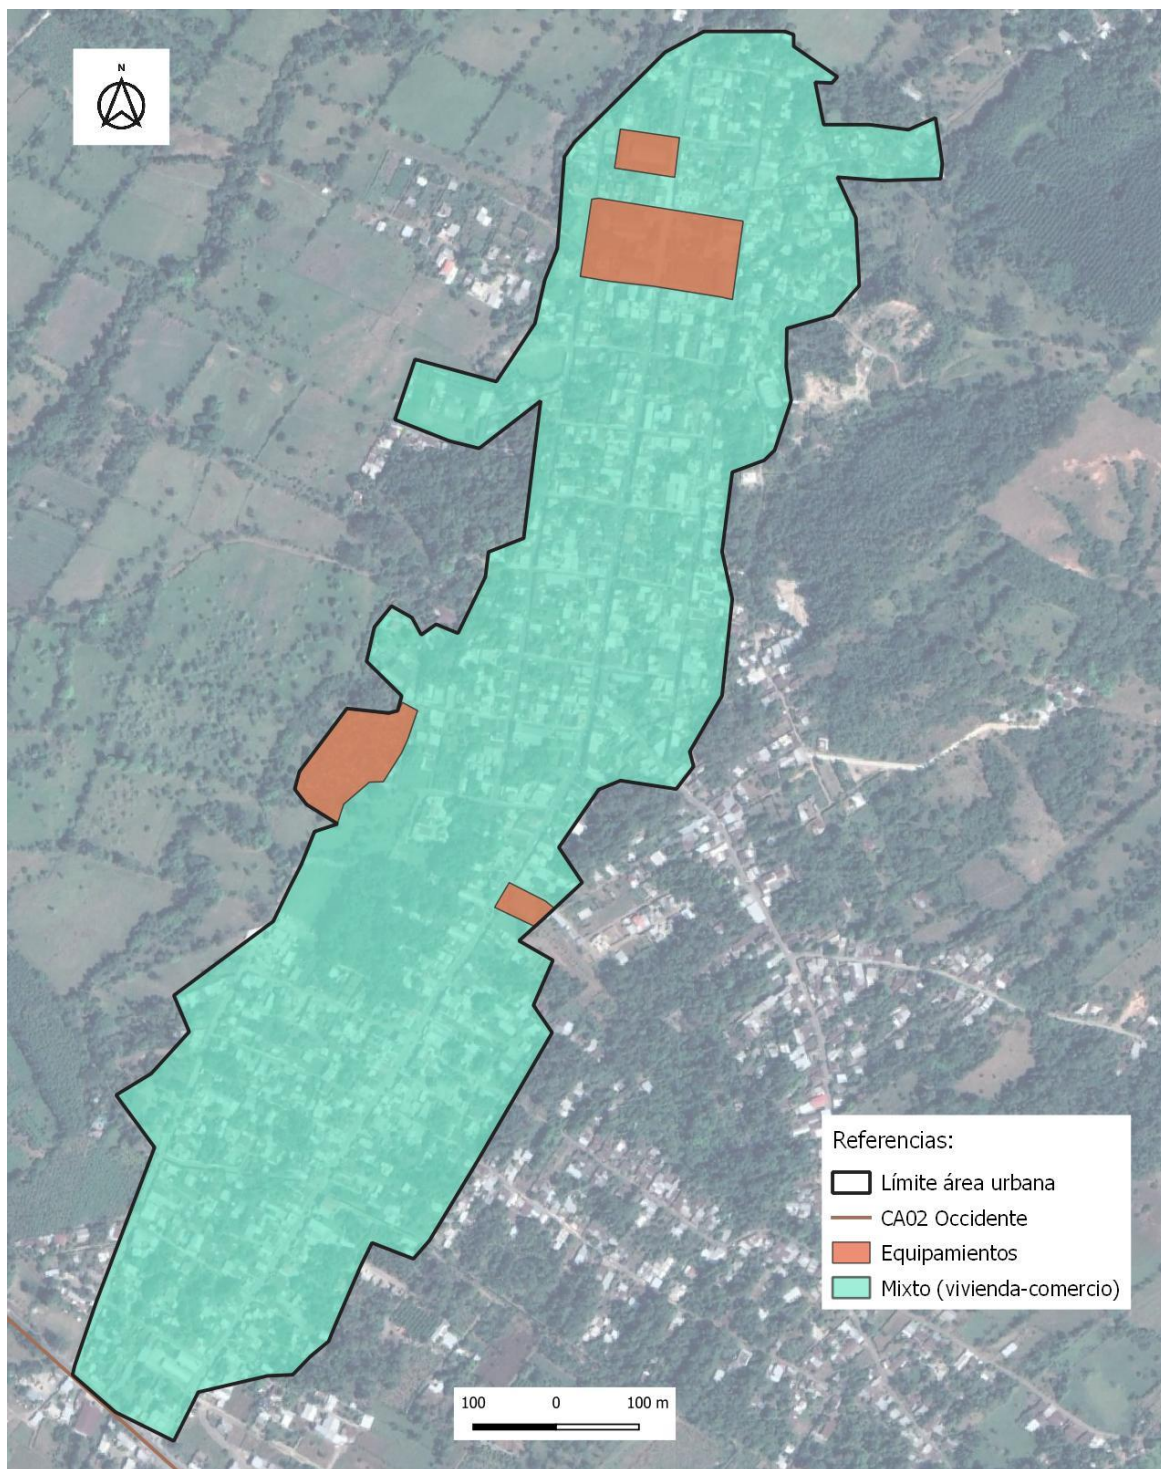 N
Referencias:
Límite área urbana
CA02 Occidente
Equipamientos
Mixto (vivienda-comercio)
100 0 100 m